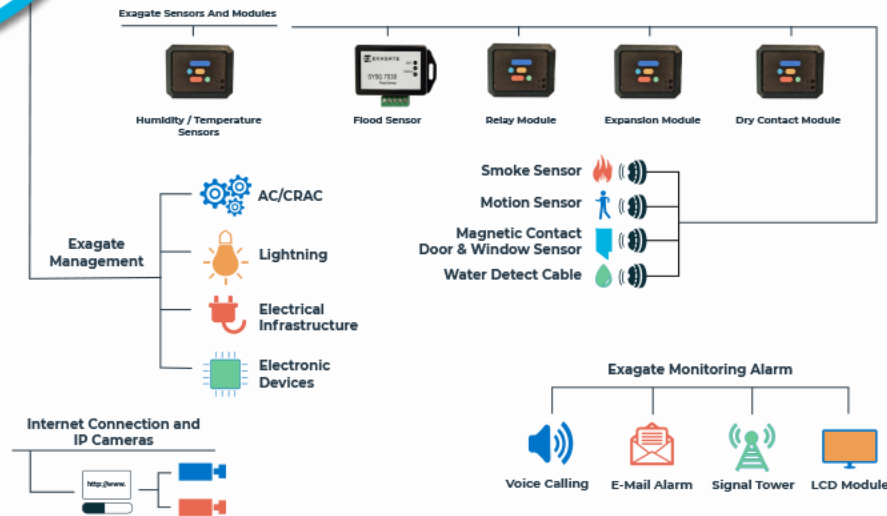 Exagate Sensors And Modules
EXAGATE
SYSG 7838
Humidity / Temperature
Sensors
Flood Sensor
Relay Module
Expansion Module
Dry Contact Module
Smoke Sensor
Motion Sensor
Magnetic Contact
Door & Window Sensor
Water Detect Cable
Exagate
Management
AC/CRAC
Lightning
Electrical
Infrastructure
Electronic
Devices
Internet Connection and
IP Cameras
http://www.
Exagate Monitoring Alarm
Voice Calling
E-Mail Alarm
Signal Tower
LCD Module